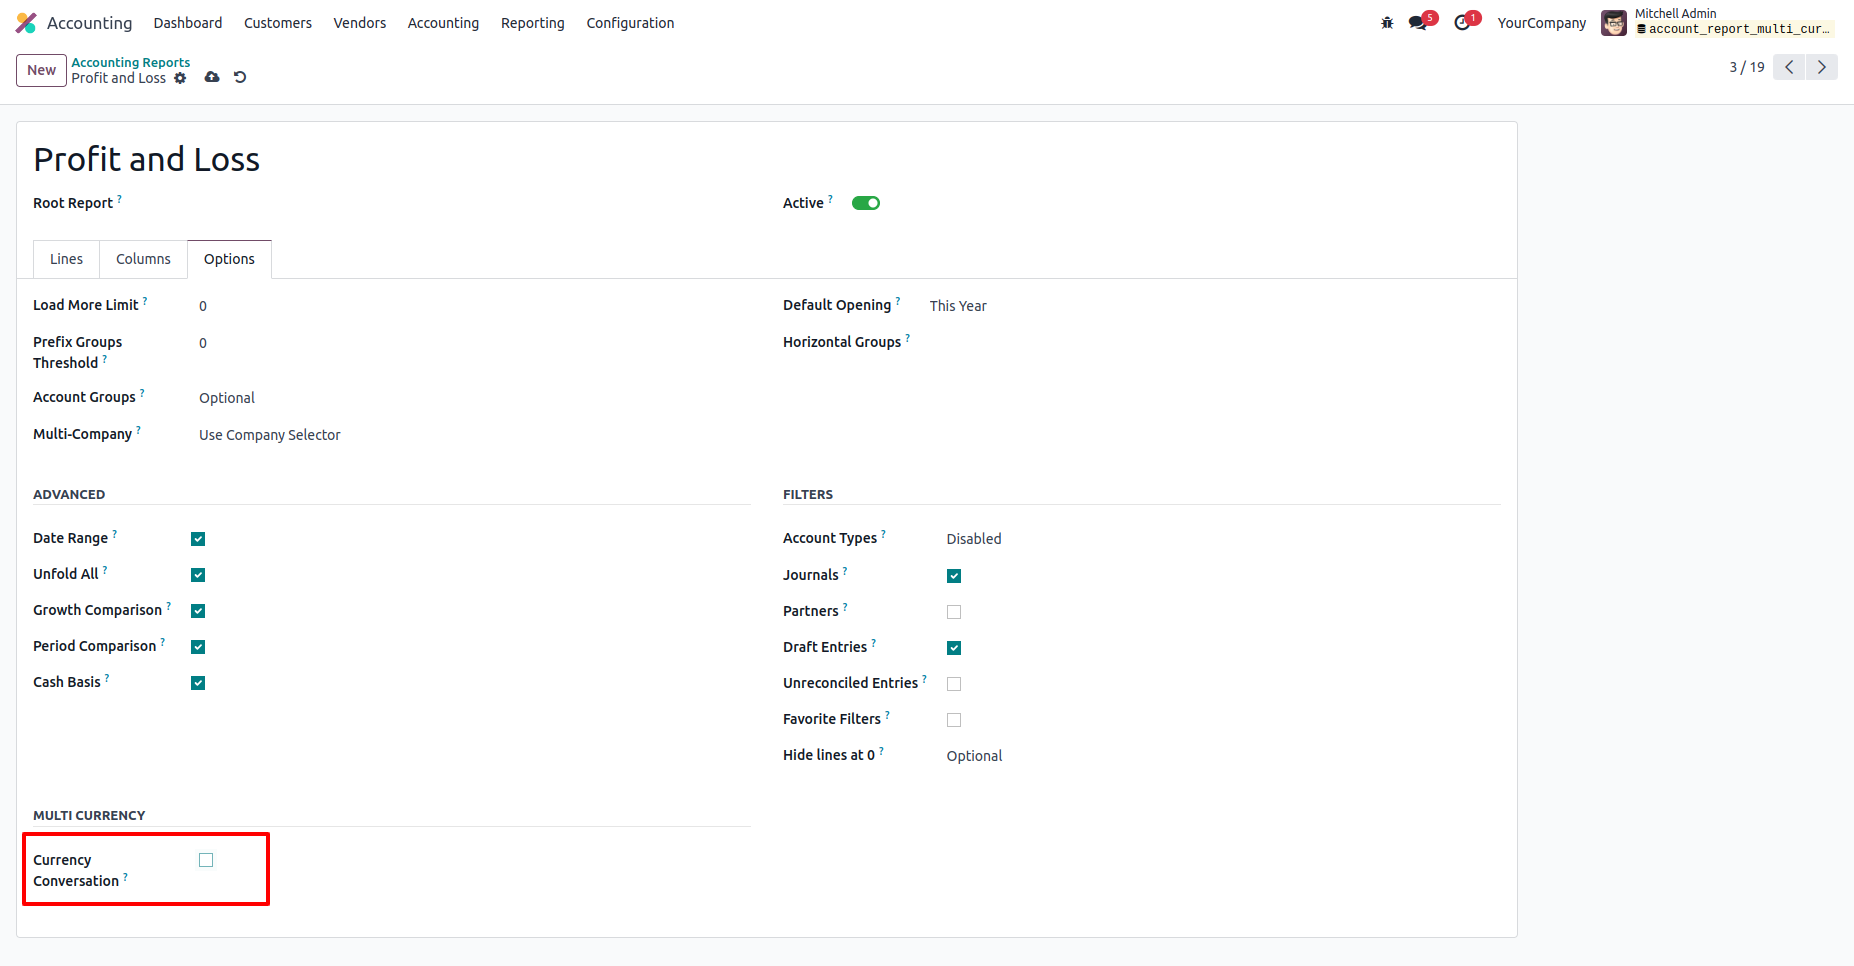 Accounting Dashboard Customers Vendors Accounting Reporting Configuration 5 1 YourCompany Mitchell Admin
account_report_multi_cur...
New Accounting Reports
Profit and Loss 3 / 19
Profit and Loss
Root Report ? Active ?
Lines Columns Options
Load More Limit ? 0 Default Opening ? This Year
Prefix Groups Threshold ? 0 Horizontal Groups ?
Account Groups ? Optional
Multi-Company ? Use Company Selector
ADVANCED FILTERS
Date Range ? Account Types ? Disabled
Unfold All ? Journals ?
Growth Comparison ? Partners ?
Period Comparison ? Draft Entries ?
Cash Basis ? Unreconciled Entries ?
Favorite Filters ?
Hide lines at 0 ? Optional
MULTI CURRENCY
Currency
Conversation ?